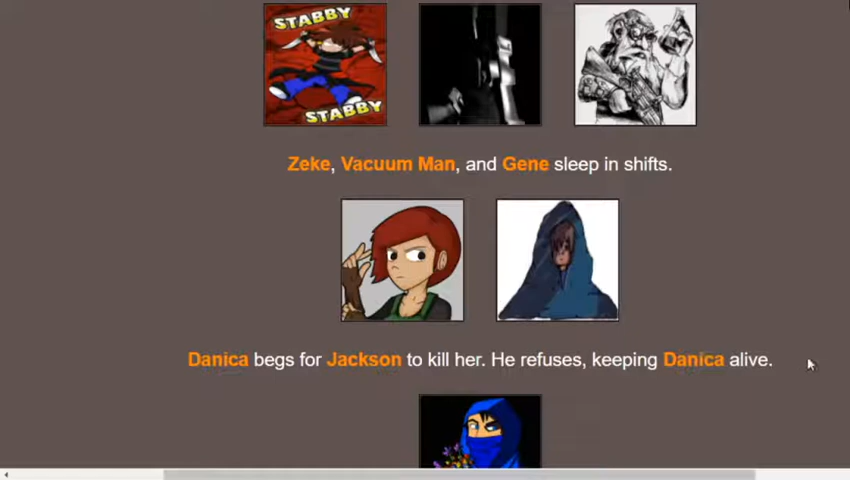 STABBY
STABBY
Zeke, Vacuum Man, and Gene sleep in shifts.
Danica begs for Jackson to kill her. He refuses, keeping Danica alive.